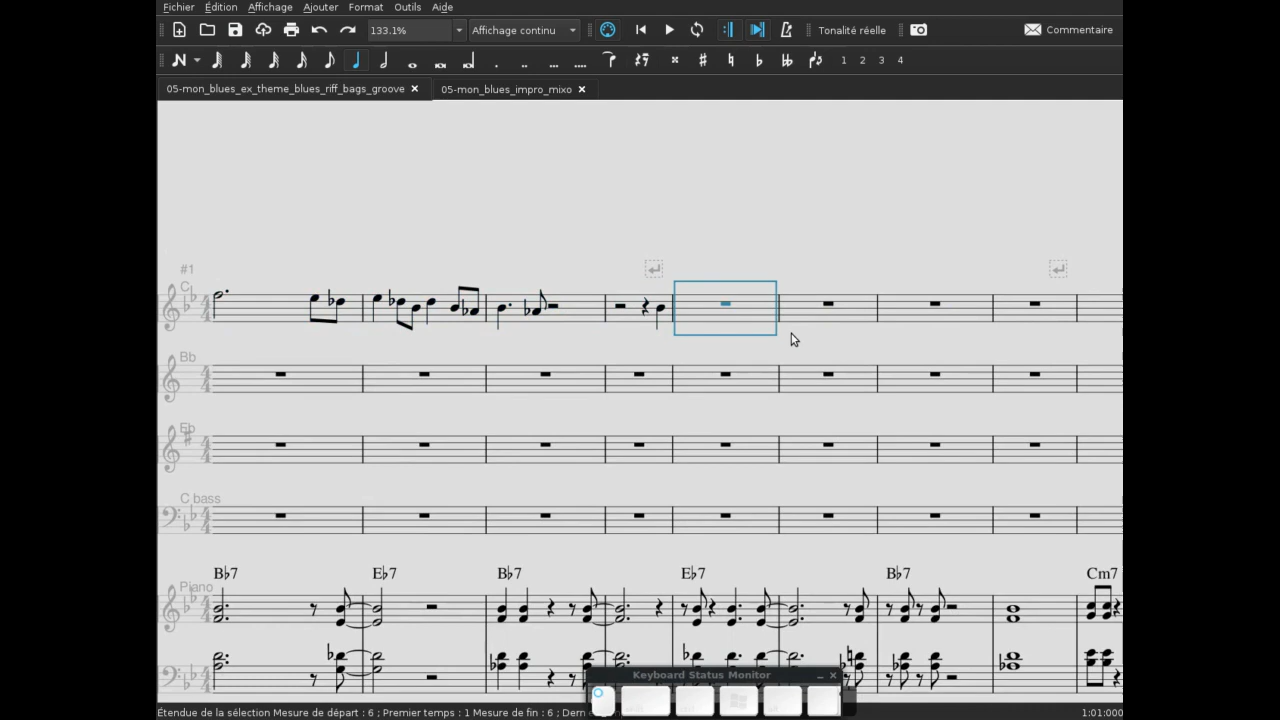 Fichier Édition Affichage Ajouter Format Outils Aide
133.1% Affichage continu Tonalité réelle Commentaire
1 2 3 4
05-mon_blues_ex_theme_blues_riff_bags_groove 05-mon_blues_impro_mixo
#1
C
Bb
Eb
C bass
B♭7 E♭7 B♭7 E♭7 B♭7 Cm7
Piano
Keyboard Status Monitor
Étendue de la sélection Mesure de départ : 6 ; Premier temps : 1 Mesure de fin : 6 ; Dern 1:01:000